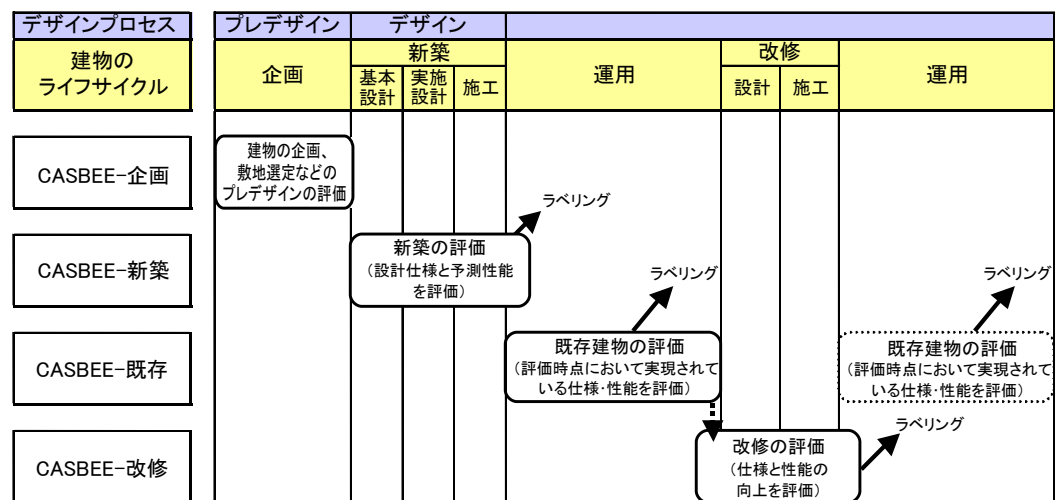 デザインプロセス
プレデザイン
デザイン
建物の
ライフサイクル
企画
新築
基本
設計
実施
設計
施工
運用
改修
設計
施工
運用
CASBEE-企画
建物の企画、
敷地選定などの
プレデザインの評価
ラベリング
CASBEE-新築
新築の評価
（設計仕様と予測性能
を評価）
ラベリング
ラベリング
CASBEE-既存
既存建物の評価
（評価時点において実現されて
いる仕様・性能を評価）
既存建物の評価
（評価時点において実現されて
いる仕様・性能を評価）
ラベリング
CASBEE-改修
改修の評価
（仕様と性能の
向上を評価）